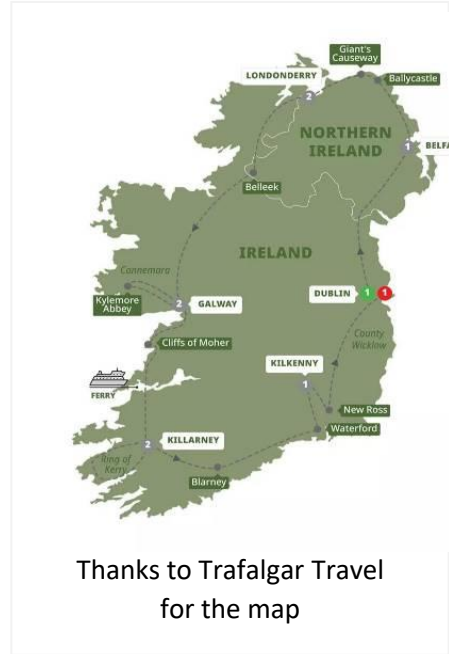 Giant's
Causeway
LONDONDERRY
Ballycastle
2
NORTHERN
IRELAND
1
BELFA
Belleek
IRELAND
Connemara
Kylemore
Abbey
2
GALWAY
DUBLIN
1
1
Cliffs of Moher
County
Wicklow
KILKENNY
1
FERRY
New Ross
Waterford
2
KILLARNEY
Ring of
Kerry
Blarney
Thanks to Trafalgar Travel
for the map